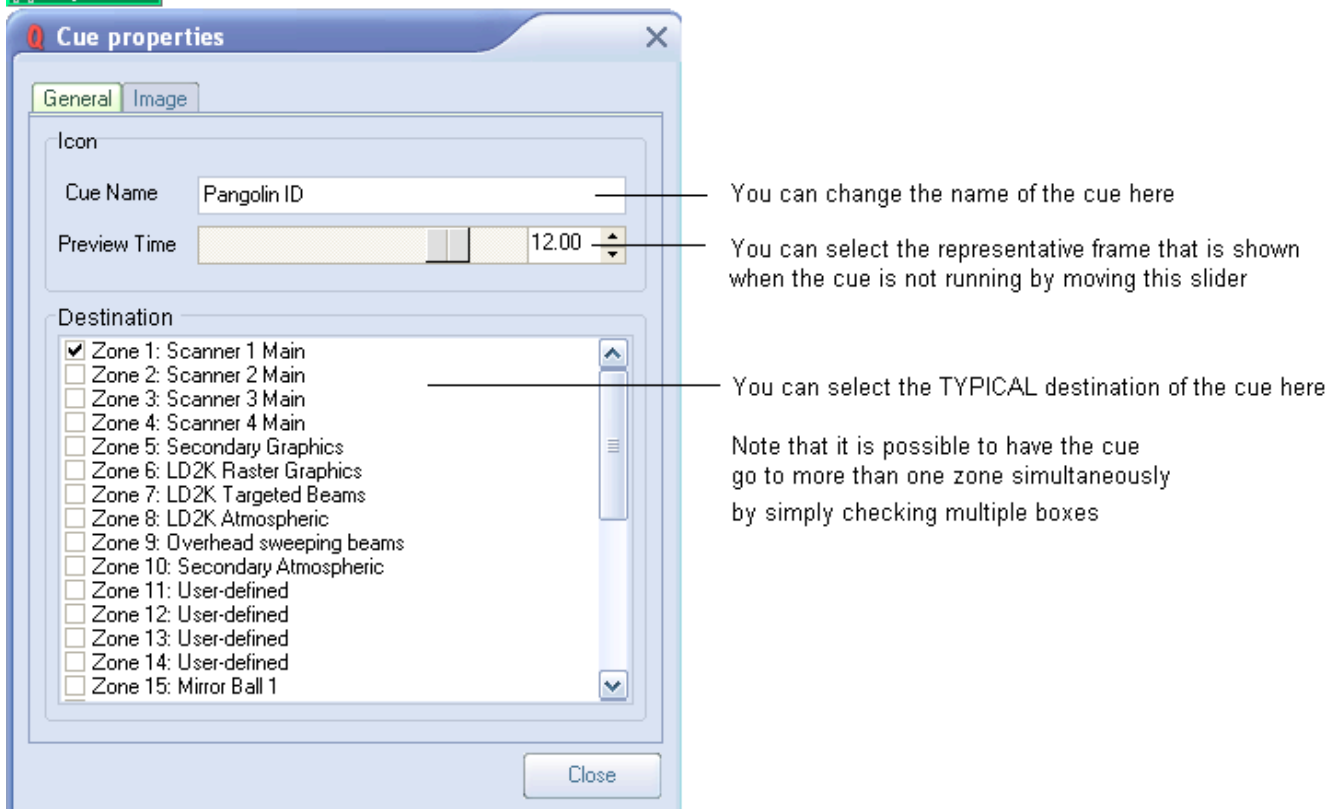 Cue properties
General Image
Icon
Cue Name Pangolin ID
You can change the name of the cue here
Preview Time 12.00
You can select the representative frame that is shown
when the cue is not running by moving this slider
Destination
Zone 1: Scanner 1 Main
Zone 2: Scanner 2 Main
Zone 3: Scanner 3 Main
Zone 4: Scanner 4 Main
Zone 5: Secondary Graphics
Zone 6: LD2K Raster Graphics
Zone 7: LD2K Targeted Beams
Zone 8: LD2K Atmospheric
Zone 9: Overhead sweeping beams
Zone 10: Secondary Atmospheric
Zone 11: User-defined
Zone 12: User-defined
Zone 13: User-defined
Zone 14: User-defined
Zone 15: Mirror Ball 1
You can select the TYPICAL destination of the cue here
Note that it is possible to have the cue
go to more than one zone simultaneously
by simply checking multiple boxes
Close